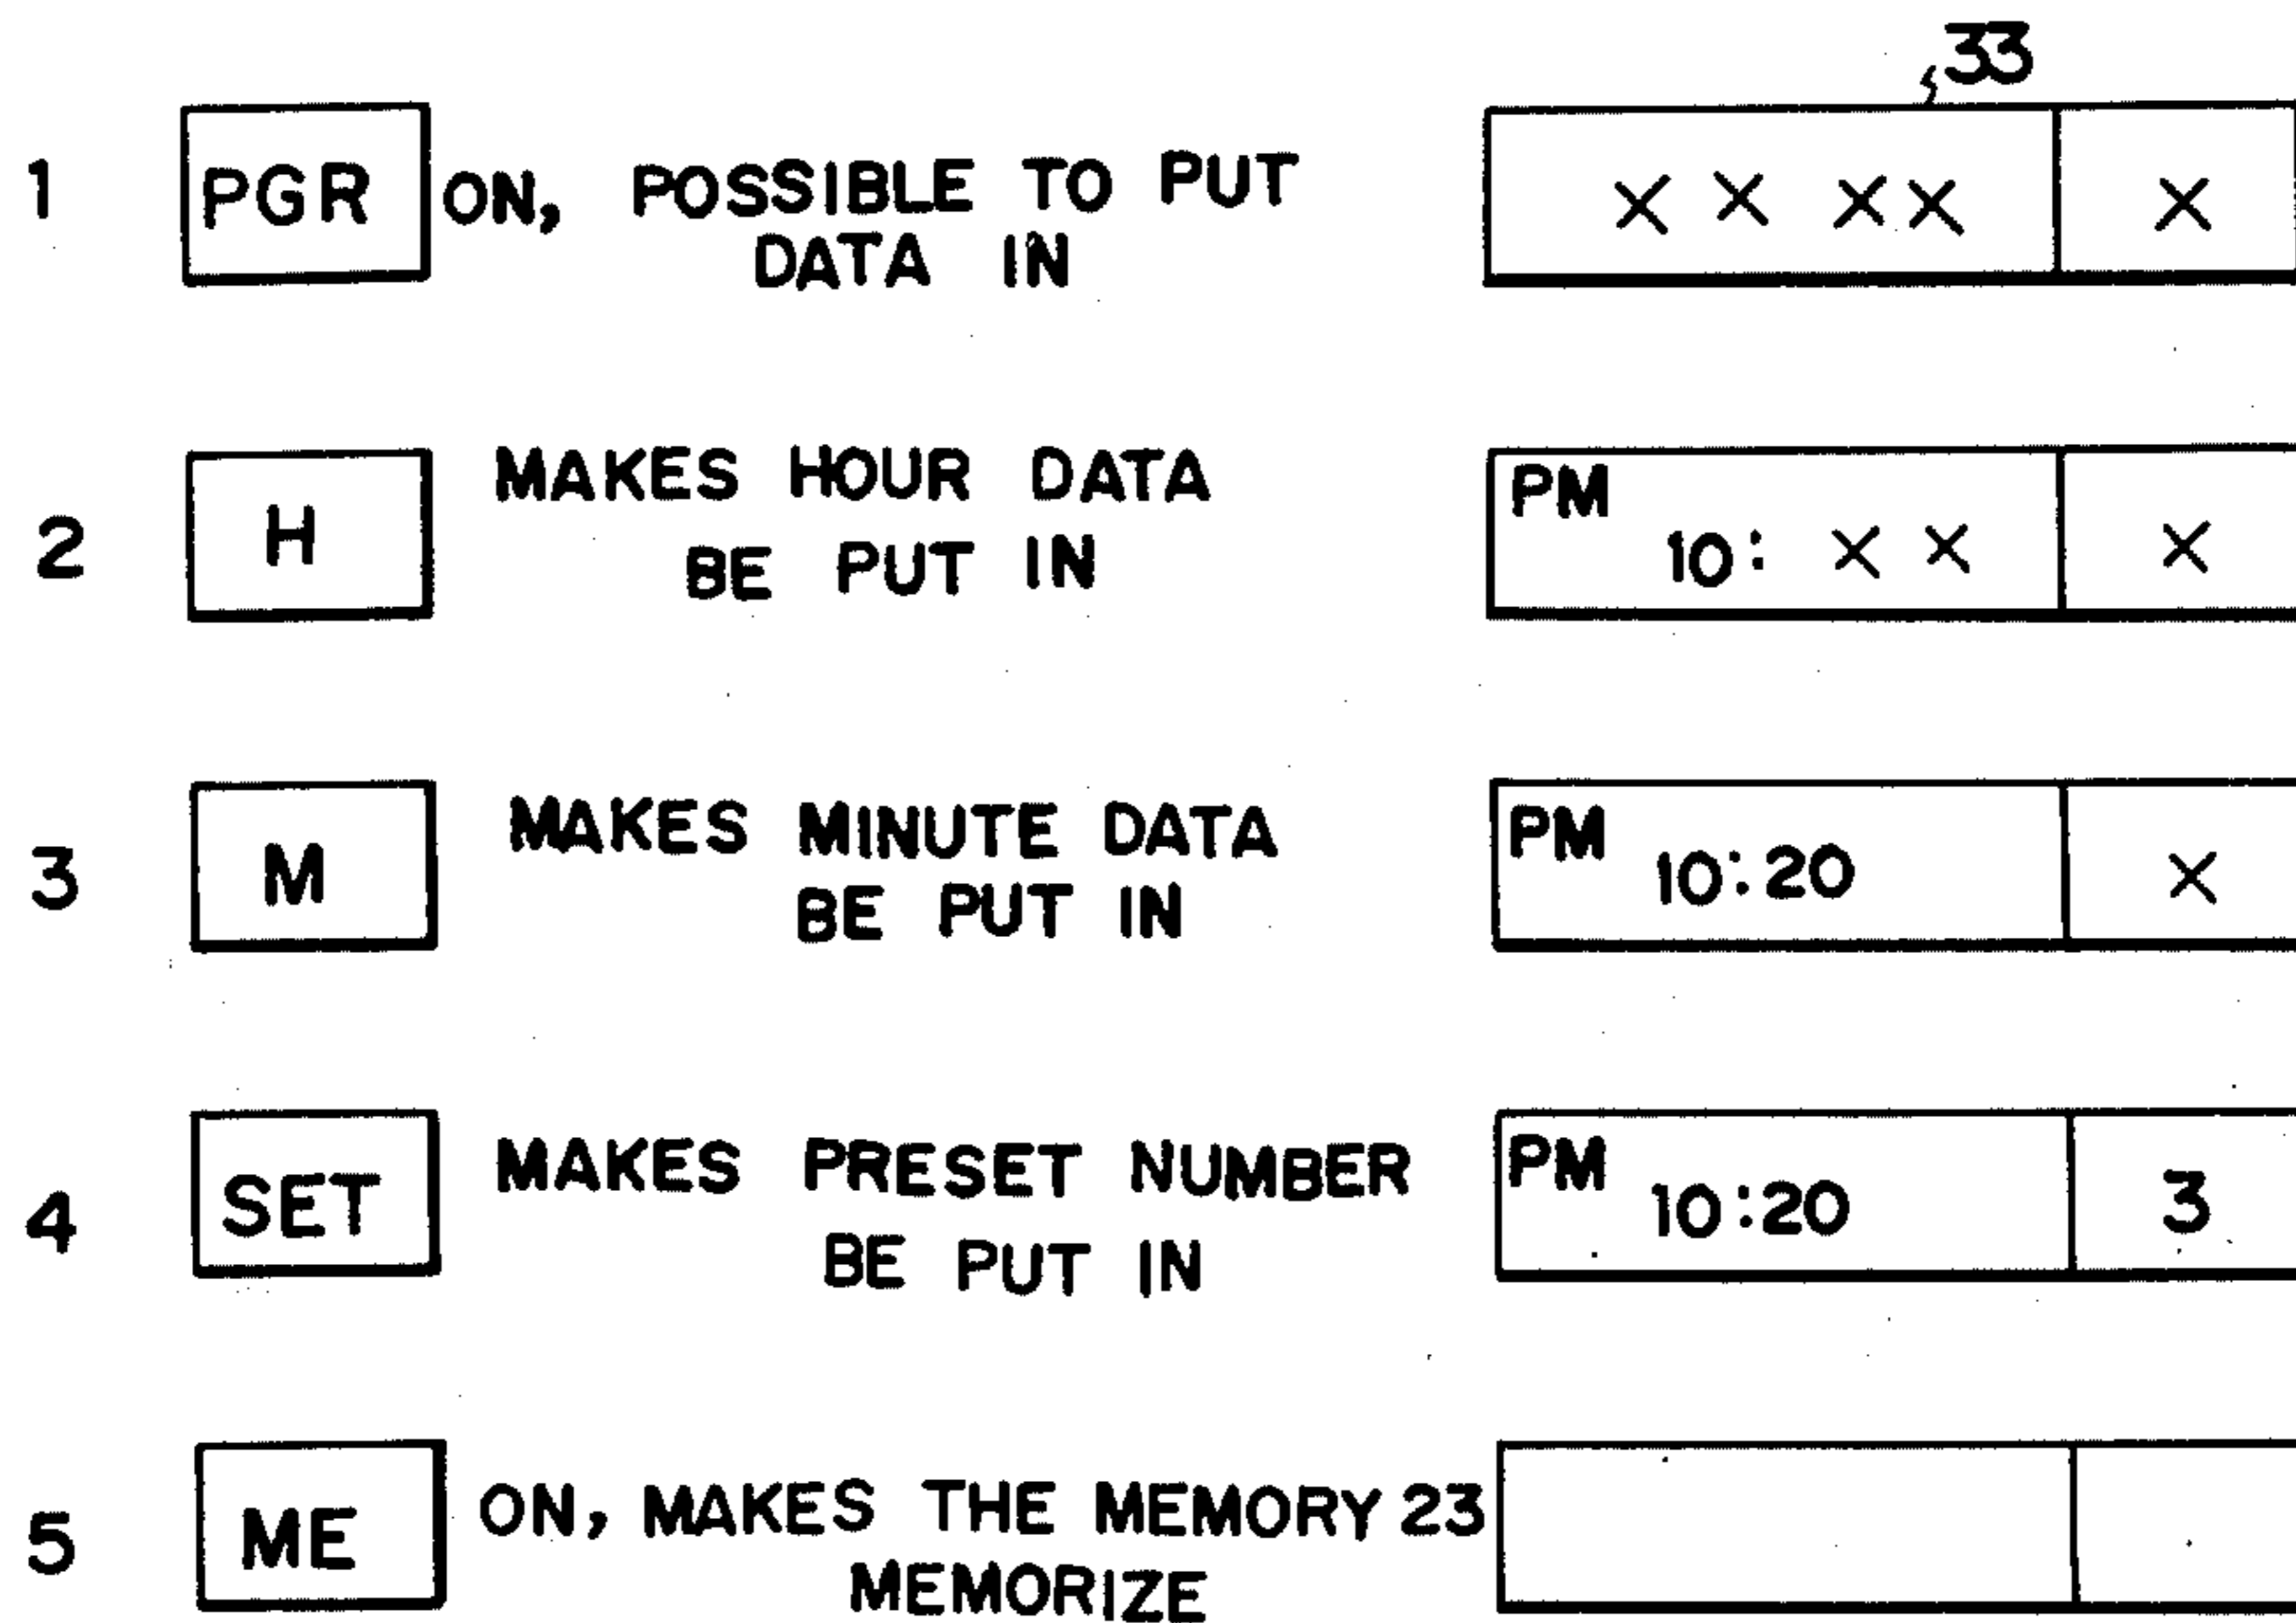 33
1 PGR ON, POSSIBLE TO PUT × × ×× ×
DATA IN
2 H MAKES HOUR DATA PM
BE PUT IN 10: × × ×
3 M MAKES MINUTE DATA PM
BE PUT IN 10:20 ×
4 SET MAKES PRESET NUMBER PM
BE PUT IN 10:20 3
5 ME ON, MAKES THE MEMORY 23
MEMORIZE